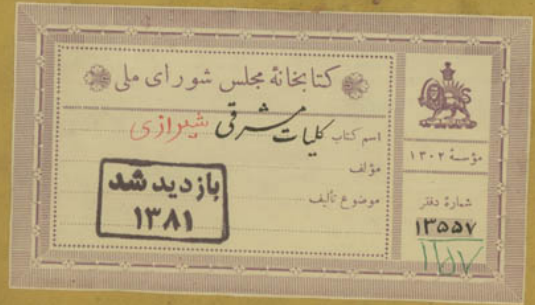 کتابخانهٔ مجلس شورای ملی
اسم کتاب کلیات مشرقی شیرازی
مؤلف
موضوع تألیف
بازدید شد
۱۳۸۱
مؤسسهٔ ۱۳۰۲
شمارهٔ دفتر
۱۳۵۵۷